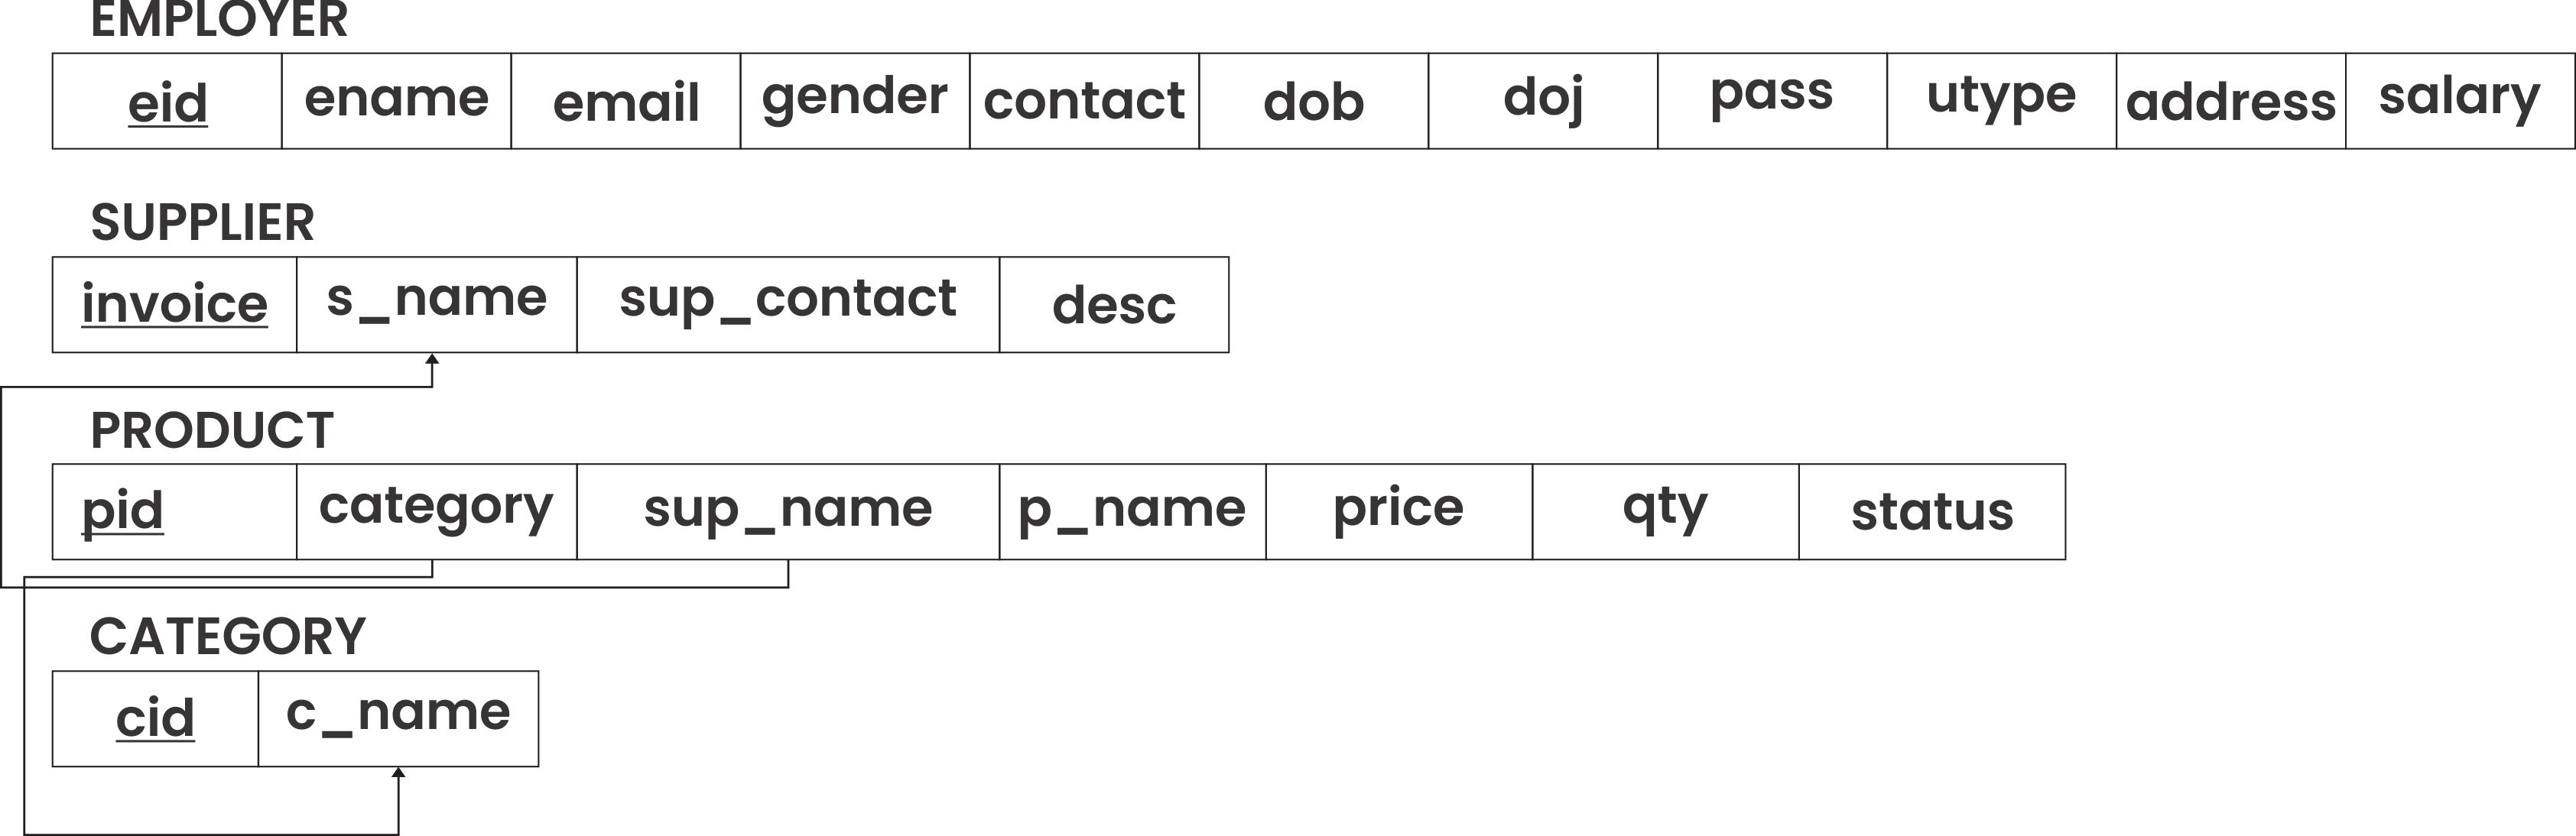 EMPLOYER
eid ename email gender contact dob doj pass utype address salary
SUPPLIER
invoice s_name sup_contact desc
PRODUCT
pid category sup_name p_name price qty status
CATEGORY
cid c_name